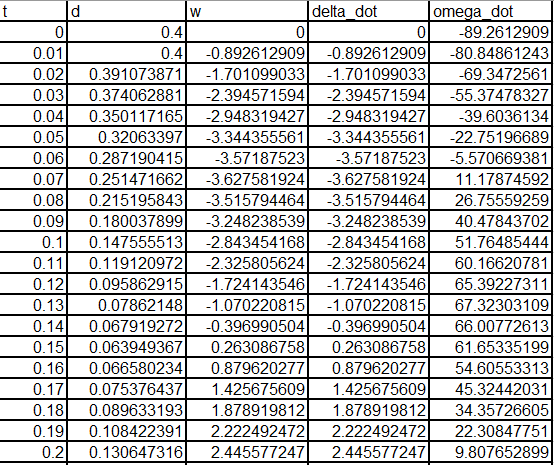 t d w delta_dot omega_dot
0 0.4 0 0 -89.2612909
0.01 0.4 -0.892612909 -0.892612909 -80.84861243
0.02 0.391073871 -1.701099033 -1.701099033 -69.3472561
0.03 0.374062881 -2.394571594 -2.394571594 -55.37478327
0.04 0.350117165 -2.948319427 -2.948319427 -39.6036134
0.05 0.32063397 -3.344355561 -3.344355561 -22.75196689
0.06 0.287190415 -3.57187523 -3.57187523 -5.570669381
0.07 0.251471662 -3.627581924 -3.627581924 11.17874592
0.08 0.215195843 -3.515794464 -3.515794464 26.75559259
0.09 0.180037899 -3.248238539 -3.248238539 40.47843702
0.1 0.147555513 -2.843454168 -2.843454168 51.76485444
0.11 0.119120972 -2.325805624 -2.325805624 60.16620781
0.12 0.095862915 -1.724143546 -1.724143546 65.39227311
0.13 0.07862148 -1.070220815 -1.070220815 67.32303109
0.14 0.067919272 -0.396990504 -0.396990504 66.00772613
0.15 0.063949367 0.263086758 0.263086758 61.65335199
0.16 0.066580234 0.879620277 0.879620277 54.60553313
0.17 0.075376437 1.425675609 1.425675609 45.32442031
0.18 0.089633193 1.878919812 1.878919812 34.35726605
0.19 0.108422391 2.222492472 2.222492472 22.30847751
0.2 0.130647316 2.445577247 2.445577247 9.807652899